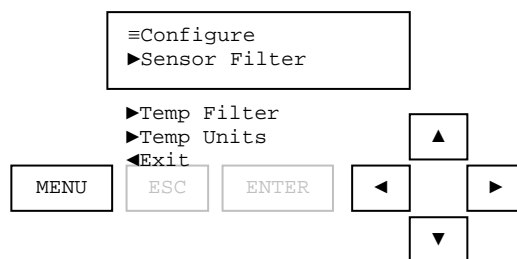 ≡Configure
►Sensor Filter
►Temp Filter
►Temp Units
◄Exit
▲
MENU ESC ENTER ◄ ►
▼